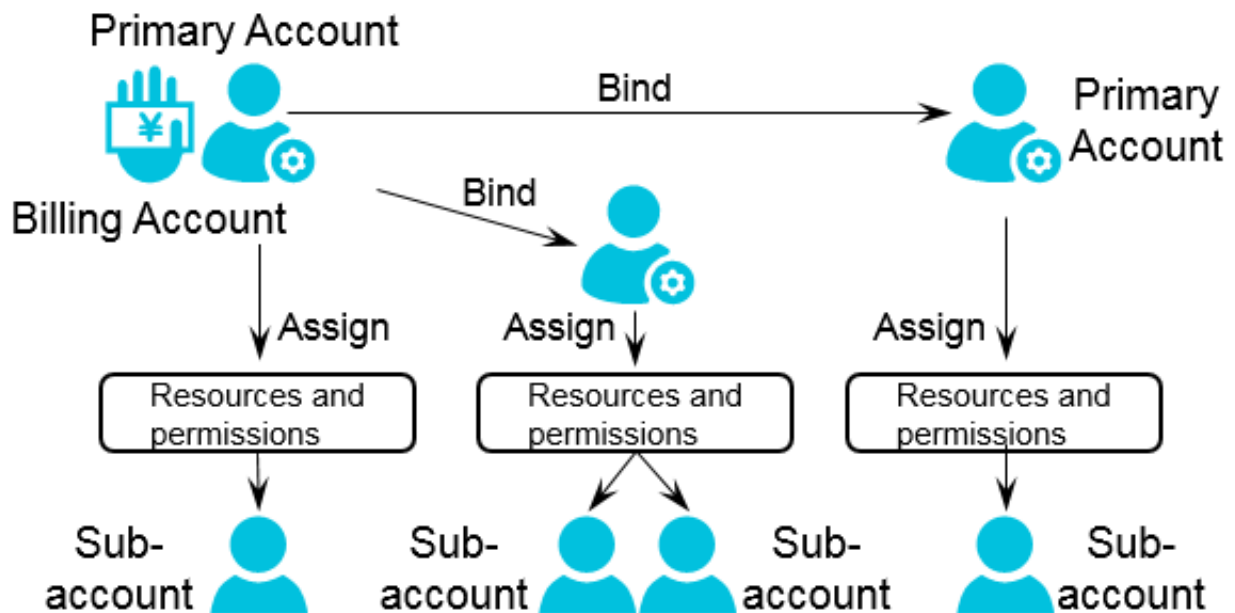 Primary Account
Bind
Primary
Account
¥
Bind
Billing Account
Assign
Assign
Assign
Resources and
permissions
Resources and
permissions
Resources and
permissions
Sub-
account
Sub-
account
Sub-
account
Sub-
account